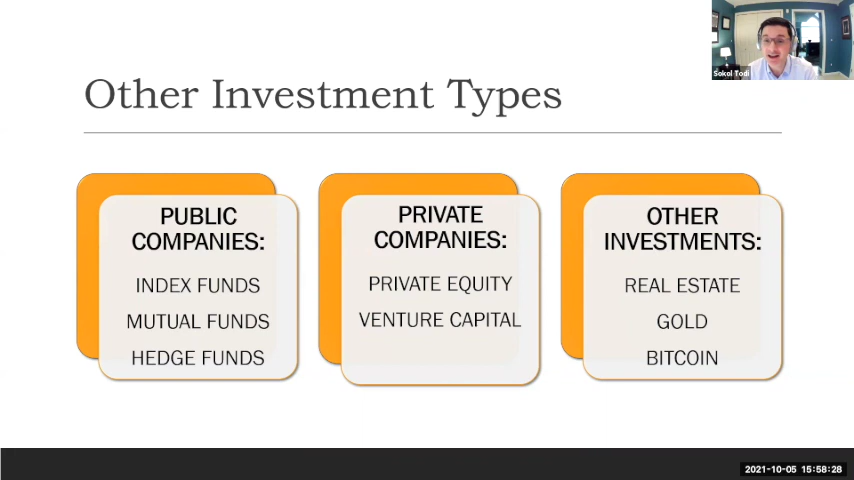 Sokol Todi
Other Investment Types
PUBLIC
COMPANIES:
INDEX FUNDS
MUTUAL FUNDS
HEDGE FUNDS
PRIVATE
COMPANIES:
PRIVATE EQUITY
VENTURE CAPITAL
OTHER
INVESTMENTS:
REAL ESTATE
GOLD
BITCOIN
2021-10-05 15:58:28